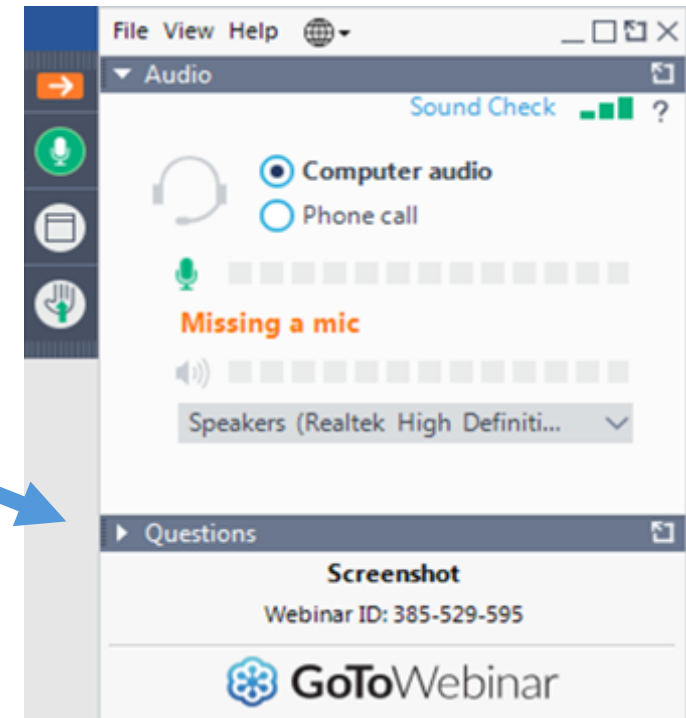 File View Help
Audio
Sound Check ?
Computer audio
Phone call
Missing a mic
Speakers (Realtek High Definiti...
Questions
Screenshot
Webinar ID: 385-529-595
GoToWebinar